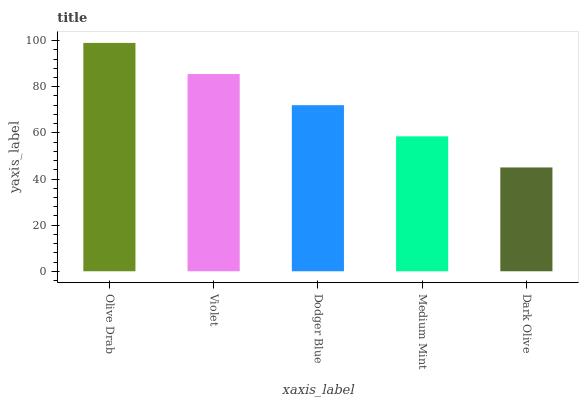 title
100
80
60
40
20
0
yaxis_label
Olive Drab
Violet
Dodger Blue
Medium Mint
Dark Olive
xaxis_label